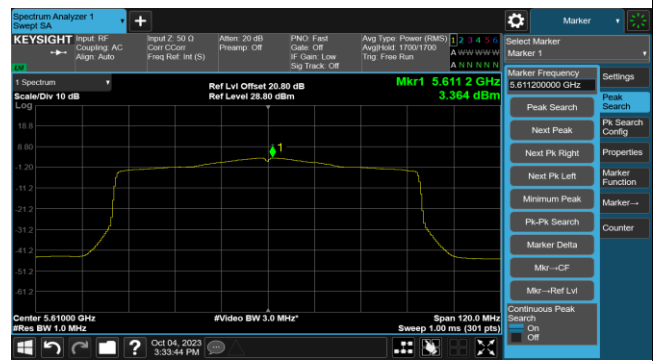 Spectrum Analyzer 1
Swept SA
+
Marker
KEYSIGHT
Input: RF
Coupling: AC
Align: Auto
Input Z: 50 Ω
Corr CCorr
Freq Ref: Int (S)
Atten: 20 dB
Preamp: Off
PNO: Fast
Gate: Off
IF Gain: Low
Sig Track: Off
Avg Type: Power (RMS)
Avg|Hold: 1700/1700
Trig: Free Run
1 2 3 4 5 6
A W W W W W
A N N N N N
Select Marker
Marker 1
LXI
1 Spectrum
Scale/Div 10 dB
Log
Ref Lvl Offset 20.80 dB
Ref Level 28.80 dBm
Mkr1 5.611 2 GHz
3.364 dBm
18.8
8.80
-1.20
-11.2
-21.2
-31.2
-41.2
-51.2
-61.2
1
Center 5.61000 GHz
#Res BW 1.0 MHz
#Video BW 3.0 MHz*
Span 120.0 MHz
Sweep 1.00 ms (301 pts)
Marker Frequency
5.611200000 GHz
Peak Search
Next Peak
Next Pk Right
Next Pk Left
Minimum Peak
Pk-Pk Search
Marker Delta
Mkr→CF
Mkr→Ref Lvl
Continuous Peak
Search
On
Off
Settings
Peak
Search
Pk Search
Config
Properties
Marker
Function
Marker→
Counter
?
Oct 04, 2023
3:33:44 PM